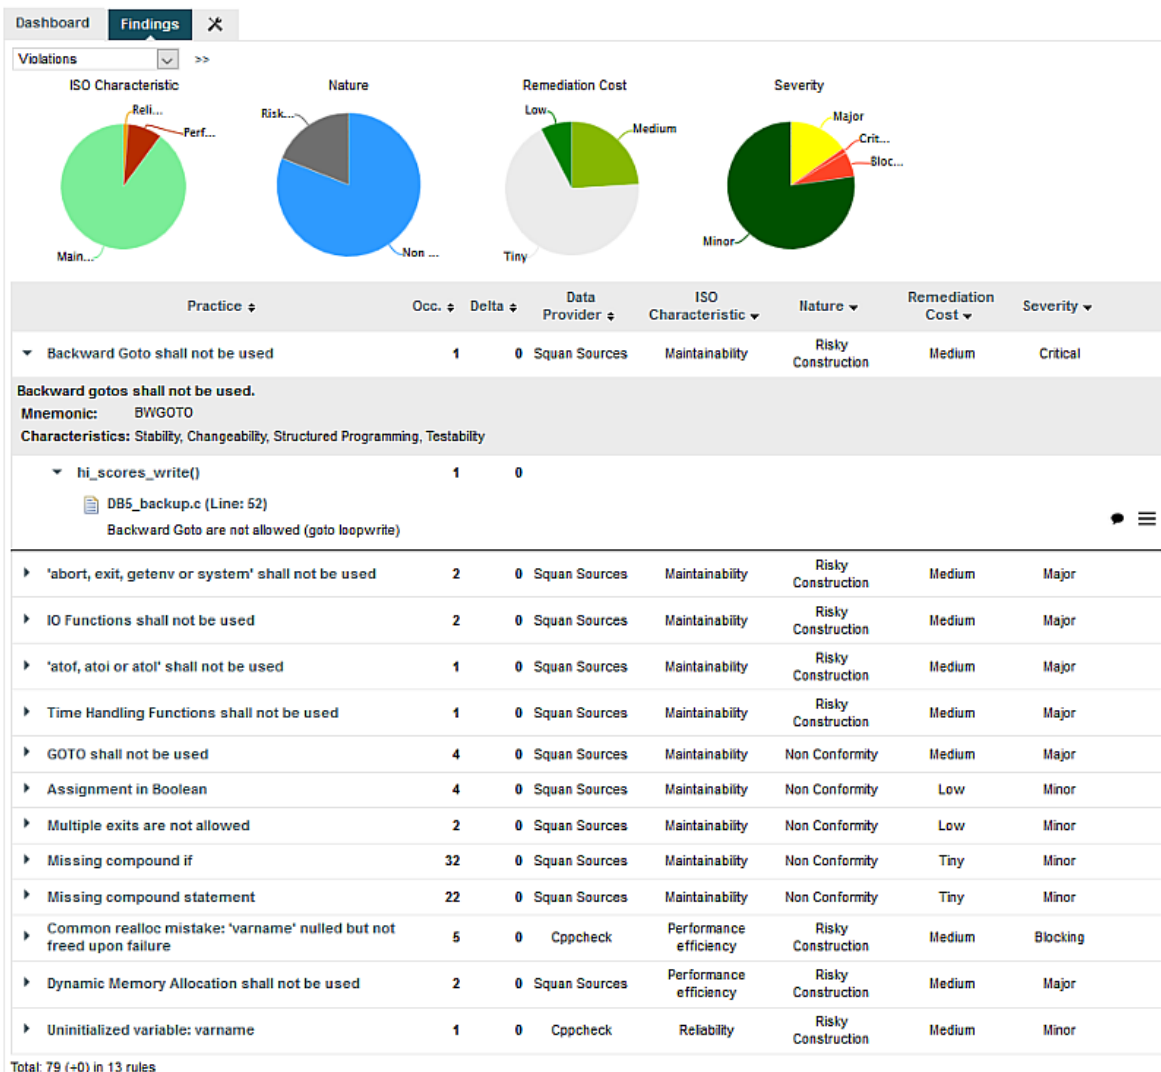 Dashboard Findings
Violations >>
ISO Characteristic Nature Remediation Cost Severity
Reli...
Perf...
Main...
Risk...
Non ...
Low
Medium
Tiny
Major
Crit...
Bloc...
Minor
Practice Occ. Delta Data Provider ISO Characteristic Nature Remediation Cost Severity
Backward Goto shall not be used 1 0 Squan Sources Maintainability Risky Construction Medium Critical
Backward gotos shall not be used.
Mnemonic: BWGOTO
Characteristics: Stability, Changeability, Structured Programming, Testability
hi_scores_write() 1 0
DB5_backup.c (Line: 52)
Backward Goto are not allowed (goto loopwrite)
'abort, exit, getenv or system' shall not be used 2 0 Squan Sources Maintainability Risky Construction Medium Major
IO Functions shall not be used 2 0 Squan Sources Maintainability Risky Construction Medium Major
'atof, atoi or atol' shall not be used 1 0 Squan Sources Maintainability Risky Construction Medium Major
Time Handling Functions shall not be used 1 0 Squan Sources Maintainability Risky Construction Medium Major
GOTO shall not be used 4 0 Squan Sources Maintainability Non Conformity Medium Major
Assignment in Boolean 4 0 Squan Sources Maintainability Non Conformity Low Minor
Multiple exits are not allowed 2 0 Squan Sources Maintainability Non Conformity Low Minor
Missing compound if 32 0 Squan Sources Maintainability Non Conformity Tiny Minor
Missing compound statement 22 0 Squan Sources Maintainability Non Conformity Tiny Minor
Common realloc mistake: 'varname' nulled but not freed upon failure 5 0 Cppcheck Performance efficiency Risky Construction Medium Blocking
Dynamic Memory Allocation shall not be used 2 0 Squan Sources Performance efficiency Risky Construction Medium Major
Uninitialized variable: varname 1 0 Cppcheck Reliability Risky Construction Medium Minor
Total: 79 (+0) in 13 rules